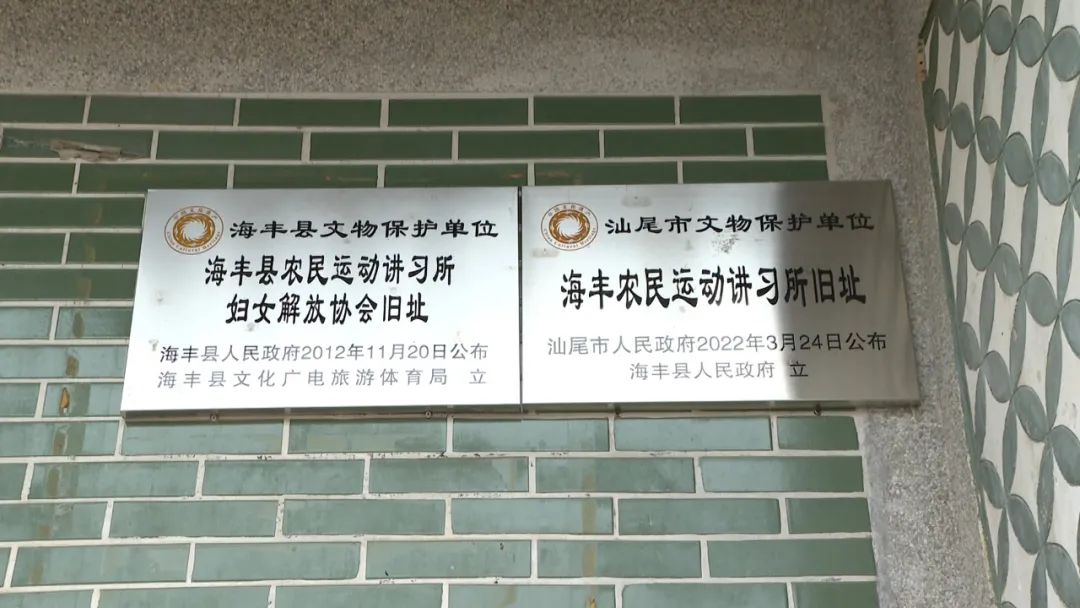 海丰县文物保护单位
海丰县农民运动讲习所
妇女解放协会旧址
海丰县人民政府2012年11月20日公布
海丰县文化广电旅游体育局 立
汕尾市文物保护单位
海丰农民运动讲习所旧址
汕尾市人民政府2022年3月24日公布
海丰县人民政府 立